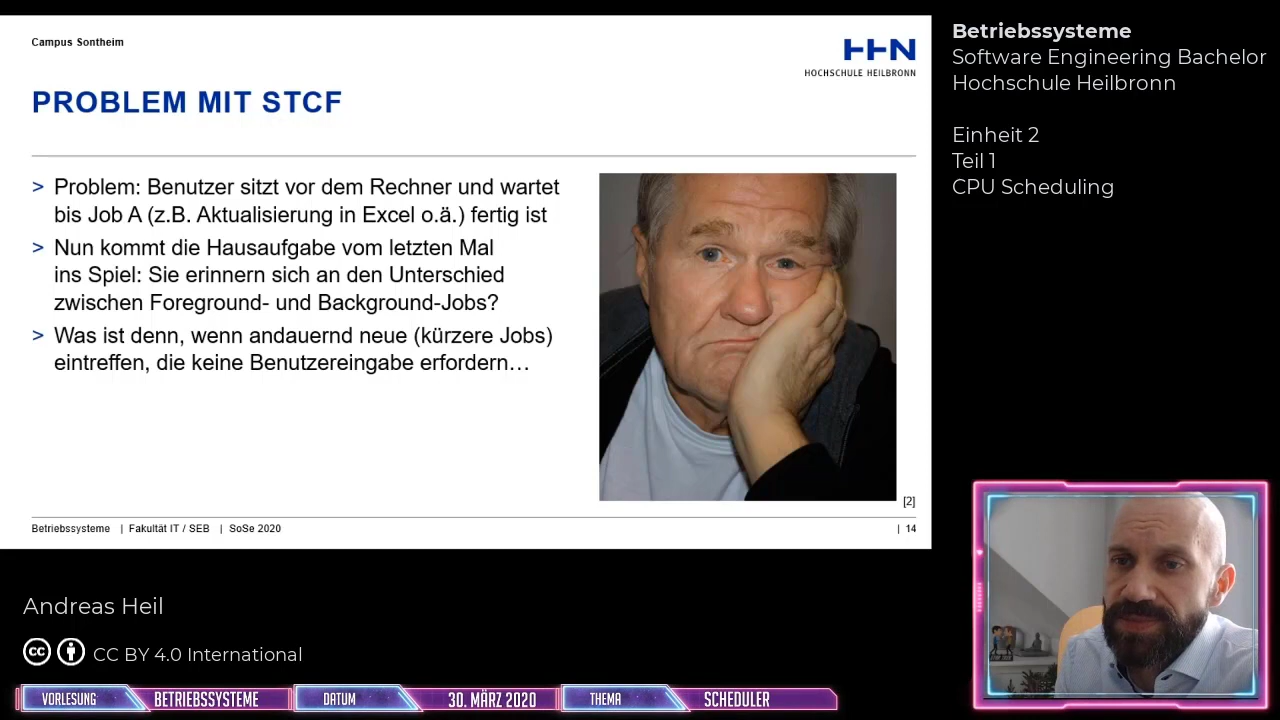 Campus Sontheim
HHN
HOCHSCHULE HEILBRONN
PROBLEM MIT STCF
> Problem: Benutzer sitzt vor dem Rechner und wartet
bis Job A (z.B. Aktualisierung in Excel o.ä.) fertig ist
> Nun kommt die Hausaufgabe vom letzten Mal
ins Spiel: Sie erinnern sich an den Unterschied
zwischen Foreground- und Background-Jobs?
> Was ist denn, wenn andauernd neue (kürzere Jobs)
eintreffen, die keine Benutzereingabe erfordern…
[2]
Betriebssysteme | Fakultät IT / SEB | SoSe 2020
| 14
Betriebssysteme
Software Engineering Bachelor
Hochschule Heilbronn
Einheit 2
Teil 1
CPU Scheduling
Andreas Heil
cc CC BY 4.0 International
VORLESUNG BETRIEBSSYSTEME DATUM 30. MÄRZ 2020 THEMA SCHEDULER